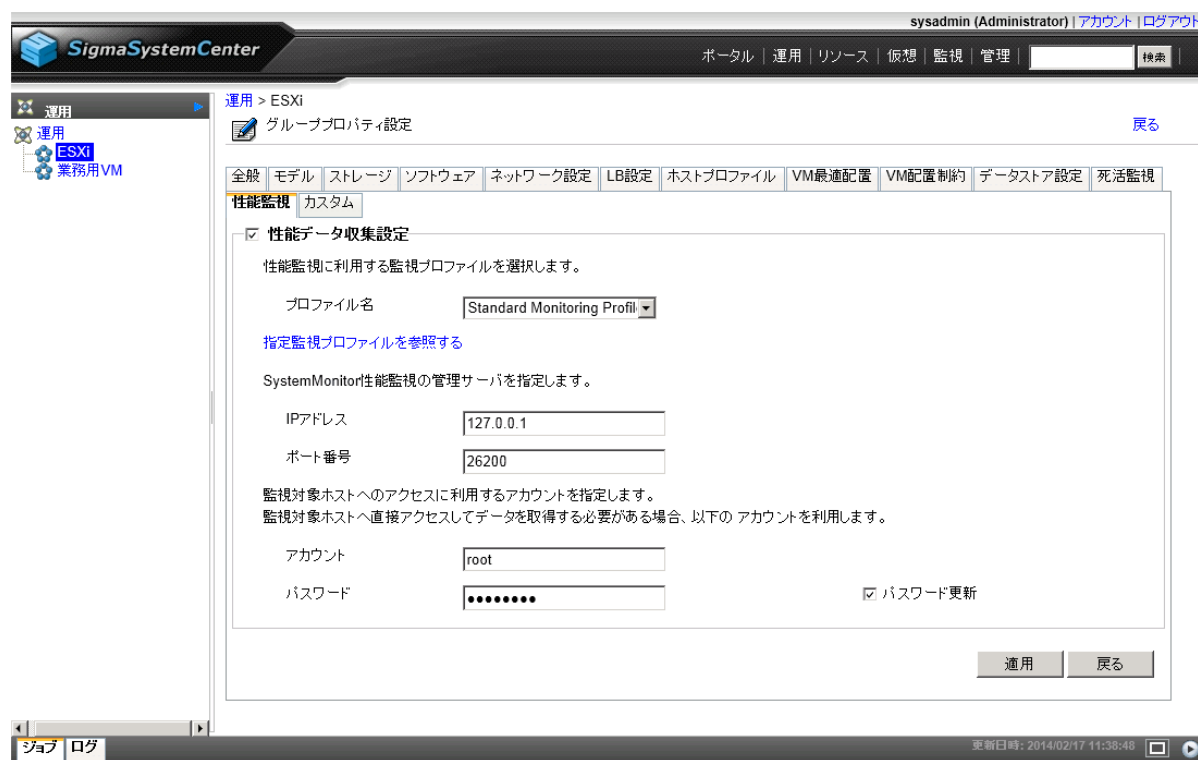 sysadmin (Administrator) | アカウント | ログアウト
SigmaSystemCenter
ポータル | 運用 | リソース | 仮想 | 監視 | 管理 | 検索
運用
運用
ESXi
業務用VM
運用 > ESXi
グループプロパティ設定 戻る
全般 モデル ストレージ ソフトウェア ネットワーク設定 LB設定 ホストプロファイル VM最適配置 VM配置制約 データストア設定 死活監視
性能監視 カスタム
性能データ収集設定
性能監視に利用する監視プロファイルを選択します。
プロファイル名 Standard Monitoring Profil
指定監視プロファイルを参照する
SystemMonitor性能監視の管理サーバを指定します。
IPアドレス 127.0.0.1
ポート番号 26200
監視対象ホストへのアクセスに利用するアカウントを指定します。
監視対象ホストへ直接アクセスしてデータを取得する必要がある場合、以下の アカウントを利用します。
アカウント root
パスワード ●●●●●●●● パスワード更新
適用 戻る
ジョブ ログ 更新日時: 2014/02/17 11:38:48